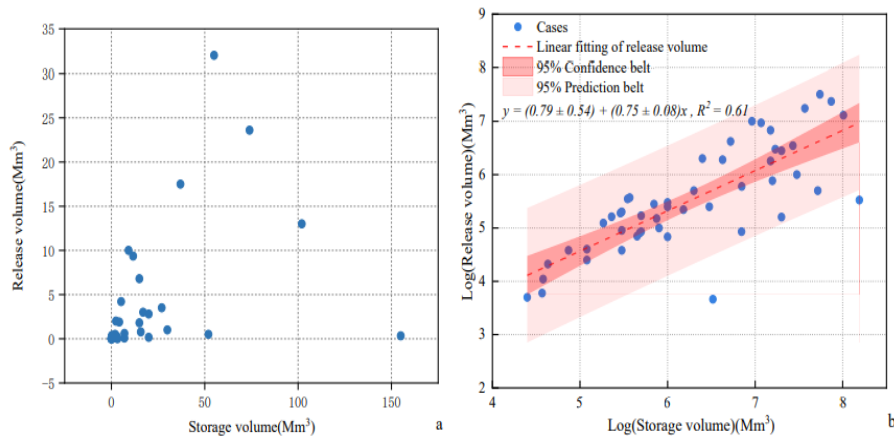 35
30
25
20
15
10
5
0
−5
Release volume(Mm³)
0
50
100
150
Storage volume(Mm³)
a
9
8
7
6
5
4
3
2
Log(Release volume)(Mm³)
Cases
Linear fitting of release volume
95% Confidence belt
95% Prediction belt
y = (0.79 ± 0.54) + (0.75 ± 0.08)x , R² = 0.61
4
5
6
7
8
Log(Storage volume)(Mm³)
b